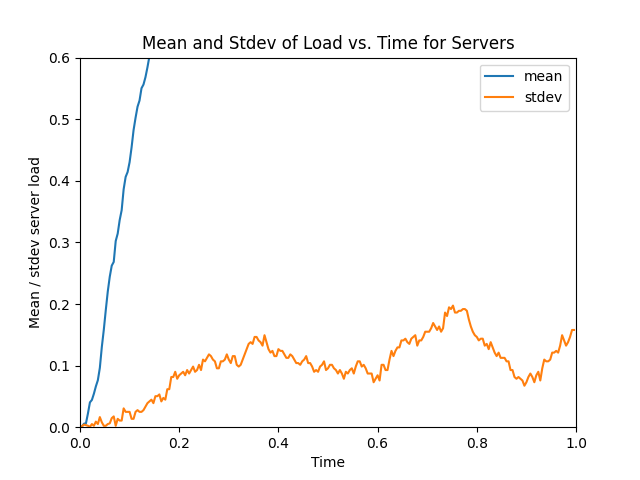 Mean and Stdev of Load vs. Time for Servers
mean
stdev
Mean / stdev server load
0.6
0.5
0.4
0.3
0.2
0.1
0.0
0.0 0.2 0.4 0.6 0.8 1.0
Time